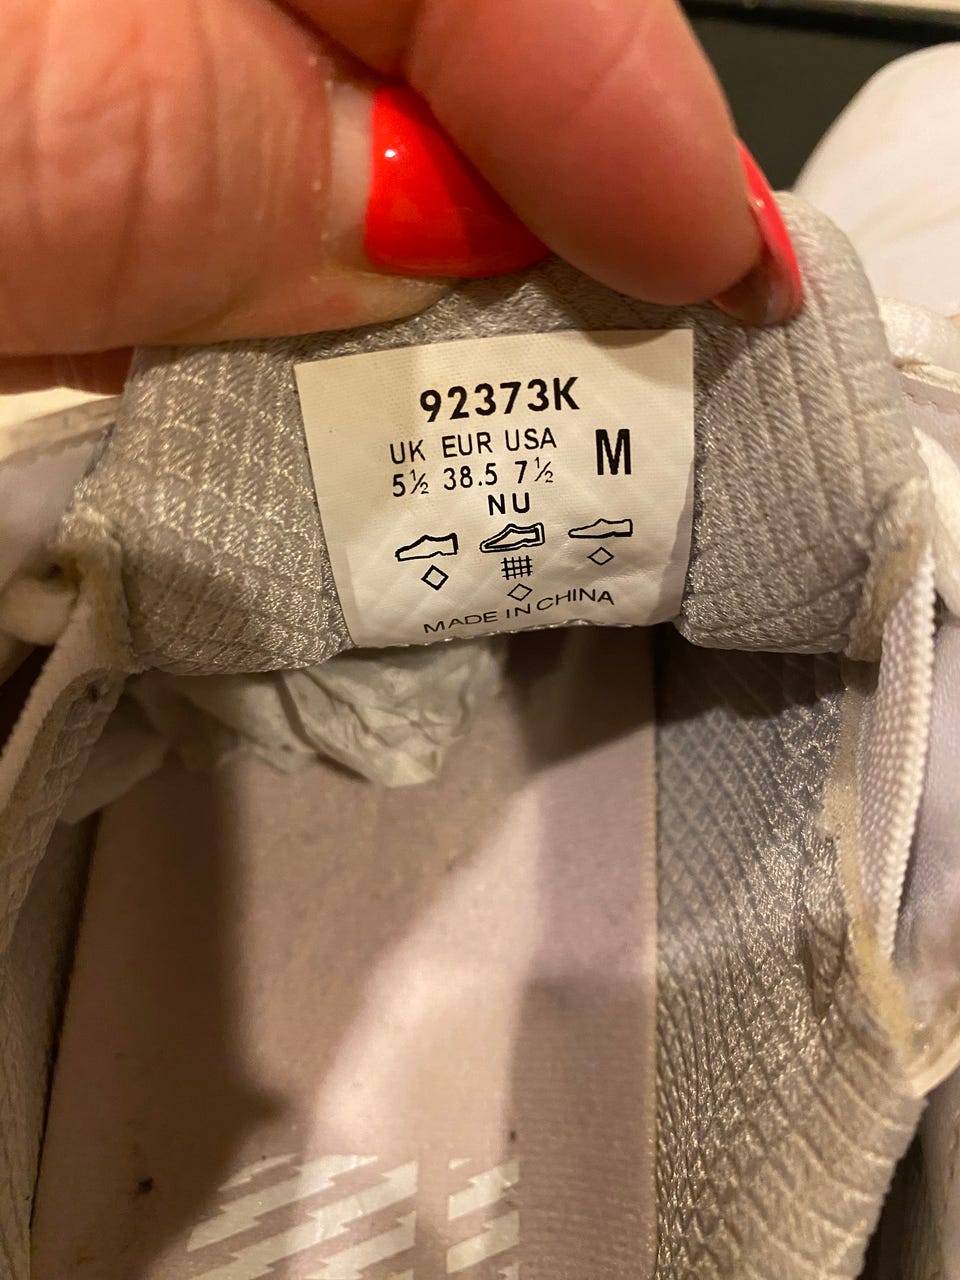 92373K
UK EUR USA M
5½ 38.5 7½
NU
MADE IN CHINA